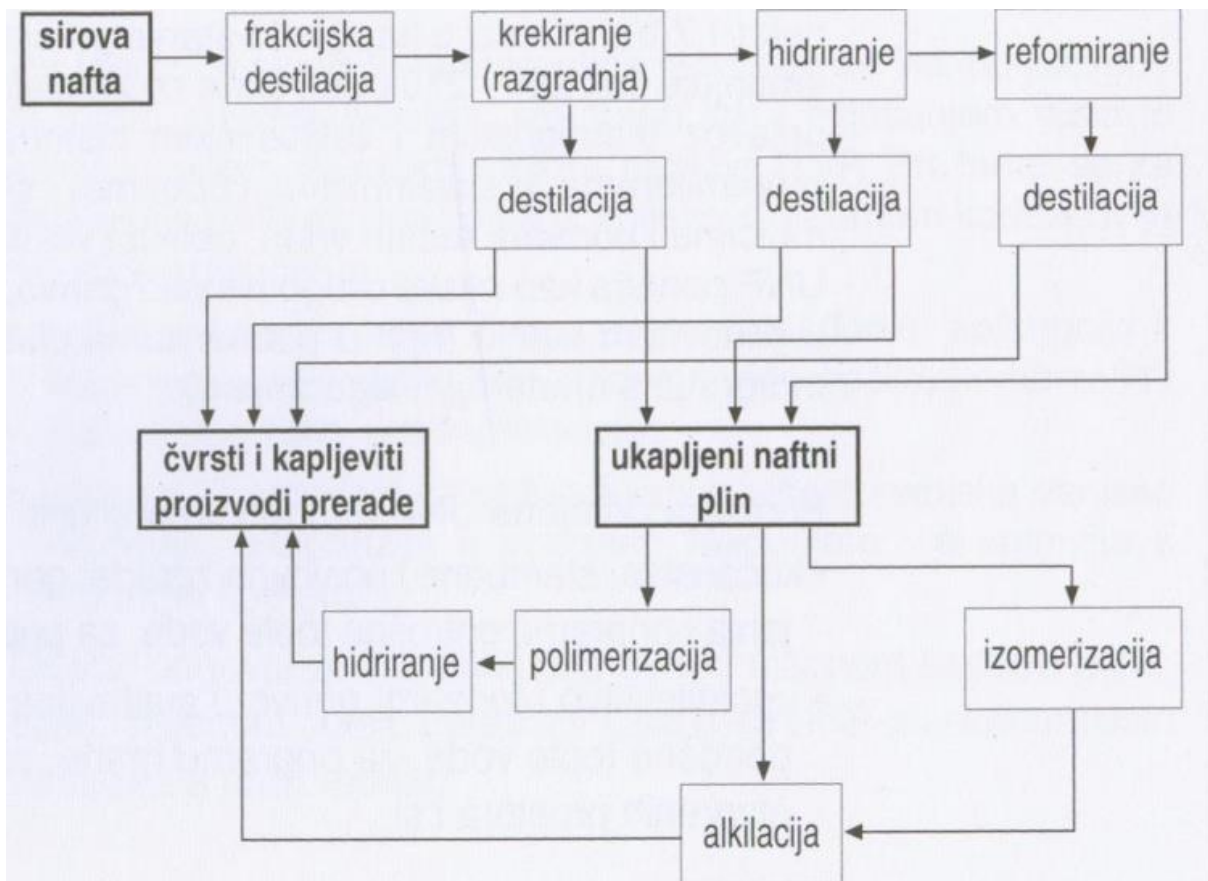 sirova
nafta
frakcijska
destilacija
krekiranje
(razgradnja)
hidriranje
reformiranje
destilacija
destilacija
destilacija
čvrsti i kapljeviti
proizvodi prerade
ukapljeni naftni
plin
hidriranje
polimerizacija
izomerizacija
alkilacija